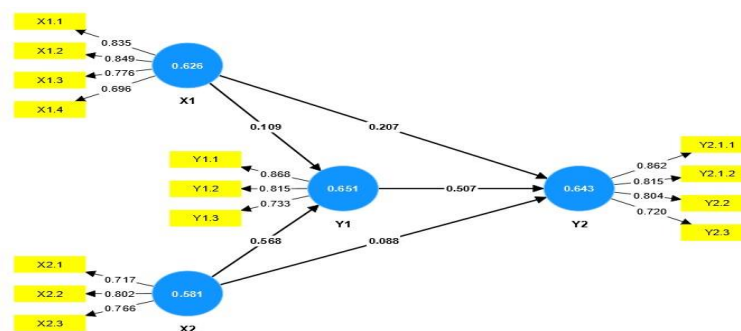 X1.1
0.835
X1.2
0.849
X1.3
0.776
X1.4
0.696
0.626
X1
0.109
0.207
Y1.1
0.868
Y1.2
0.815
Y1.3
0.733
0.651
Y1
0.507
0.643
Y2
0.862
Y2.1.1
0.815
Y2.1.2
0.804
Y2.2
0.720
Y2.3
0.568
0.088
X2.1
0.717
X2.2
0.802
X2.3
0.766
0.581
X2